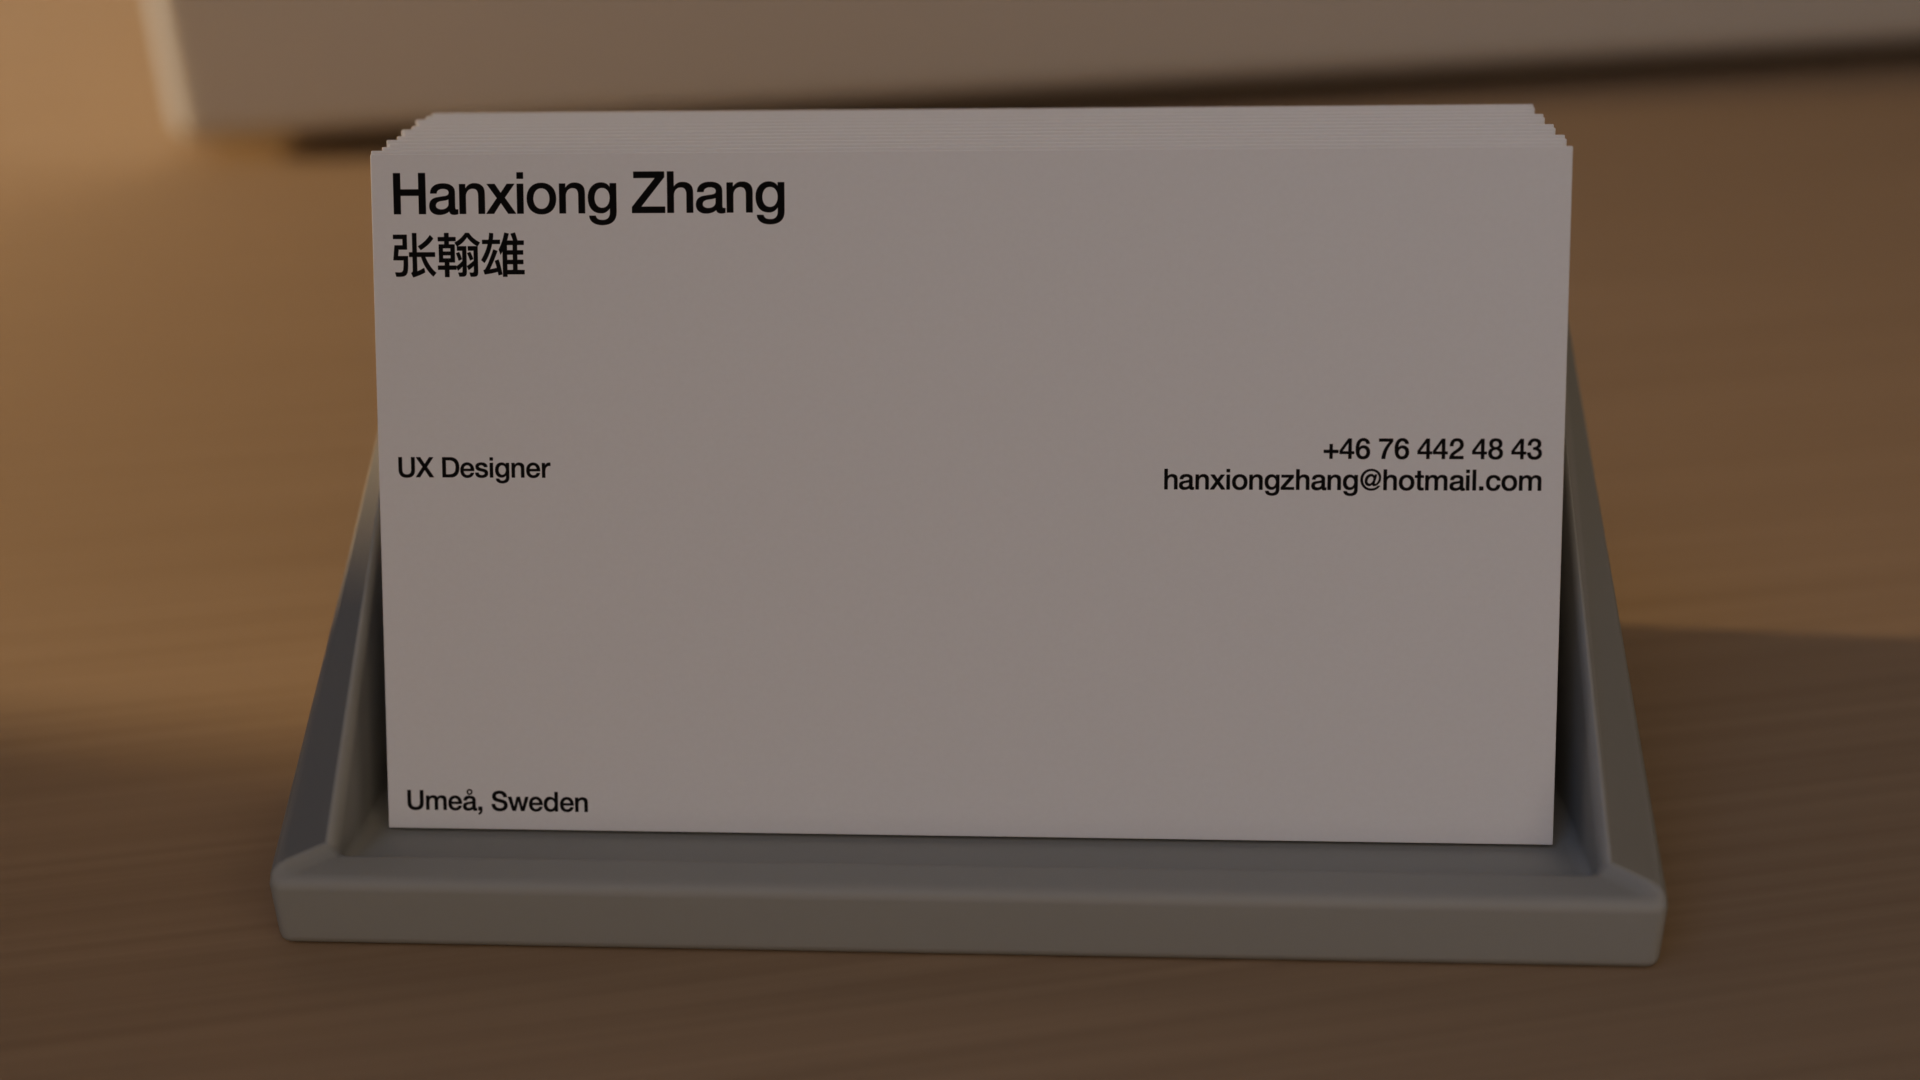 Hanxiong Zhang
张翰雄
UX Designer
+46 76 442 48 43
hanxiongzhang@hotmail.com
Umeå, Sweden